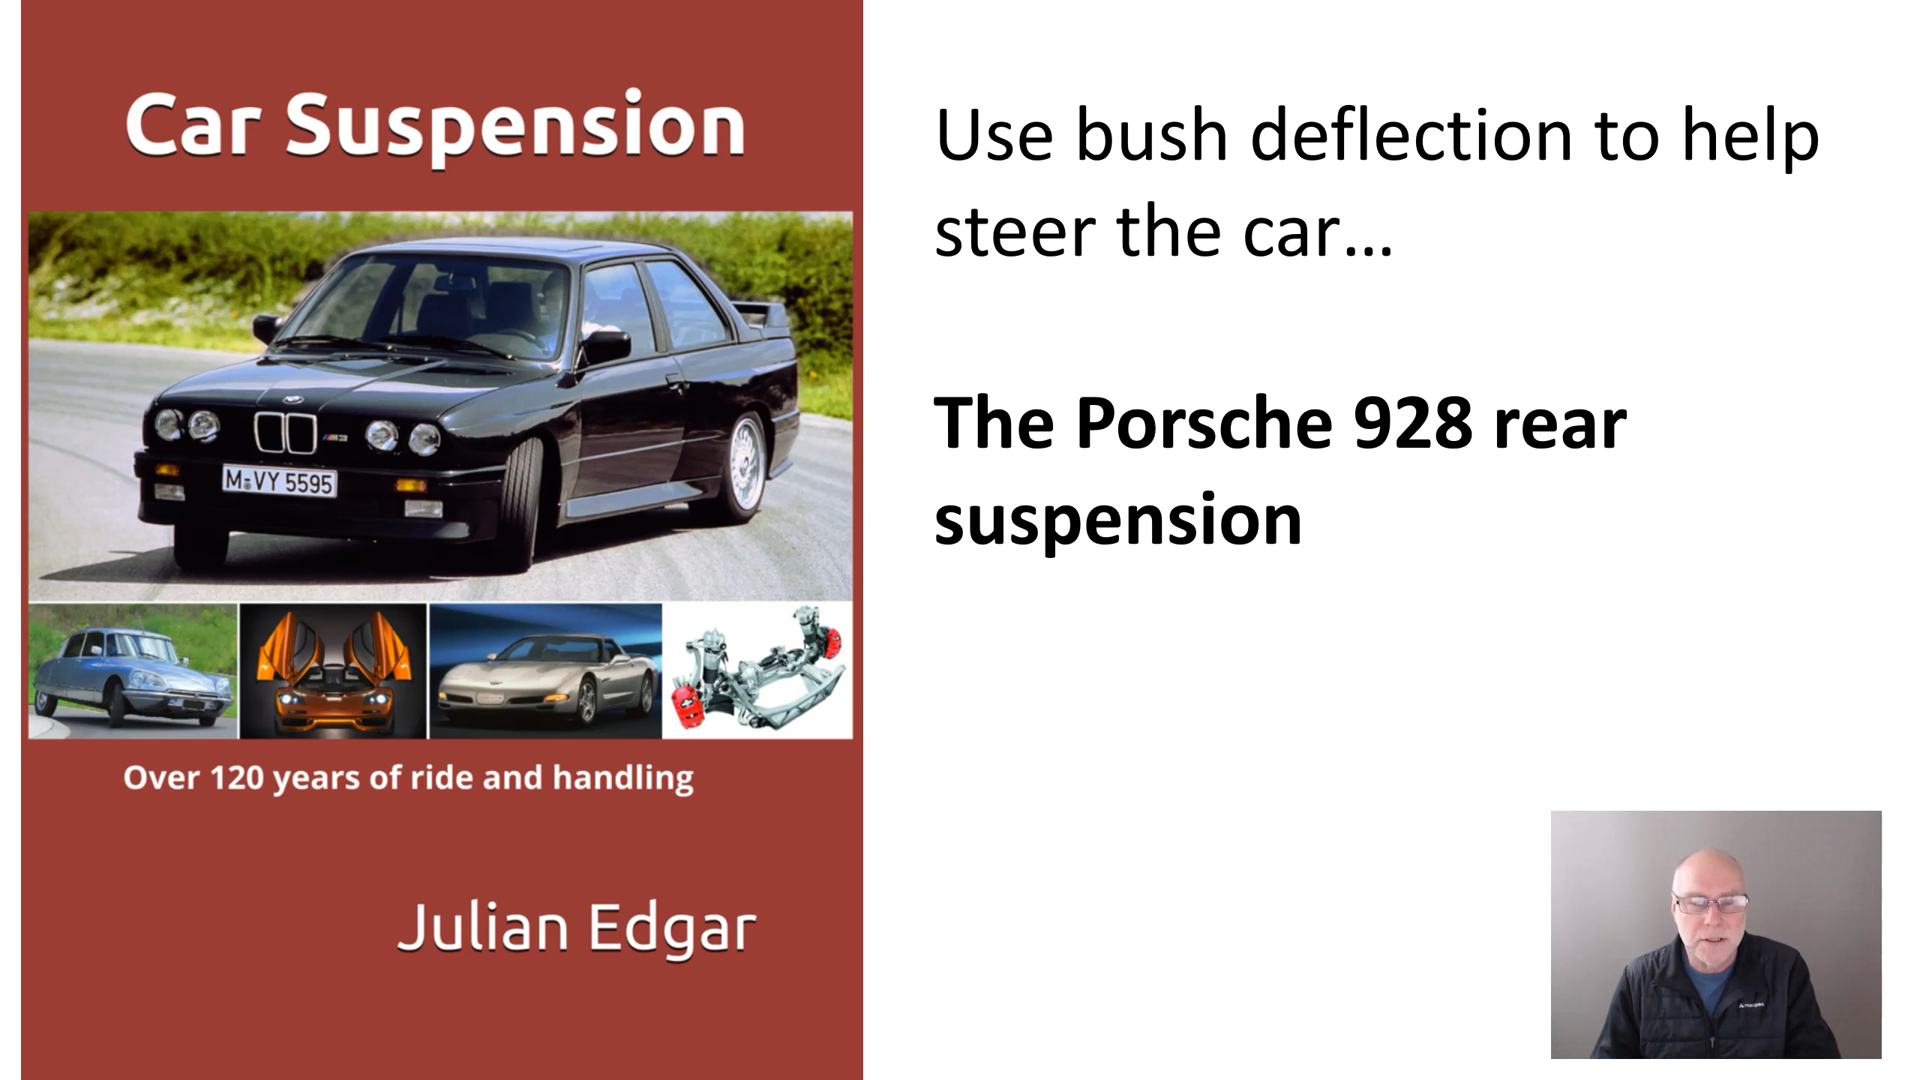 Car Suspension
M-VY 5595
Over 120 years of ride and handling
Julian Edgar
Use bush deflection to help
steer the car...
The Porsche 928 rear
suspension